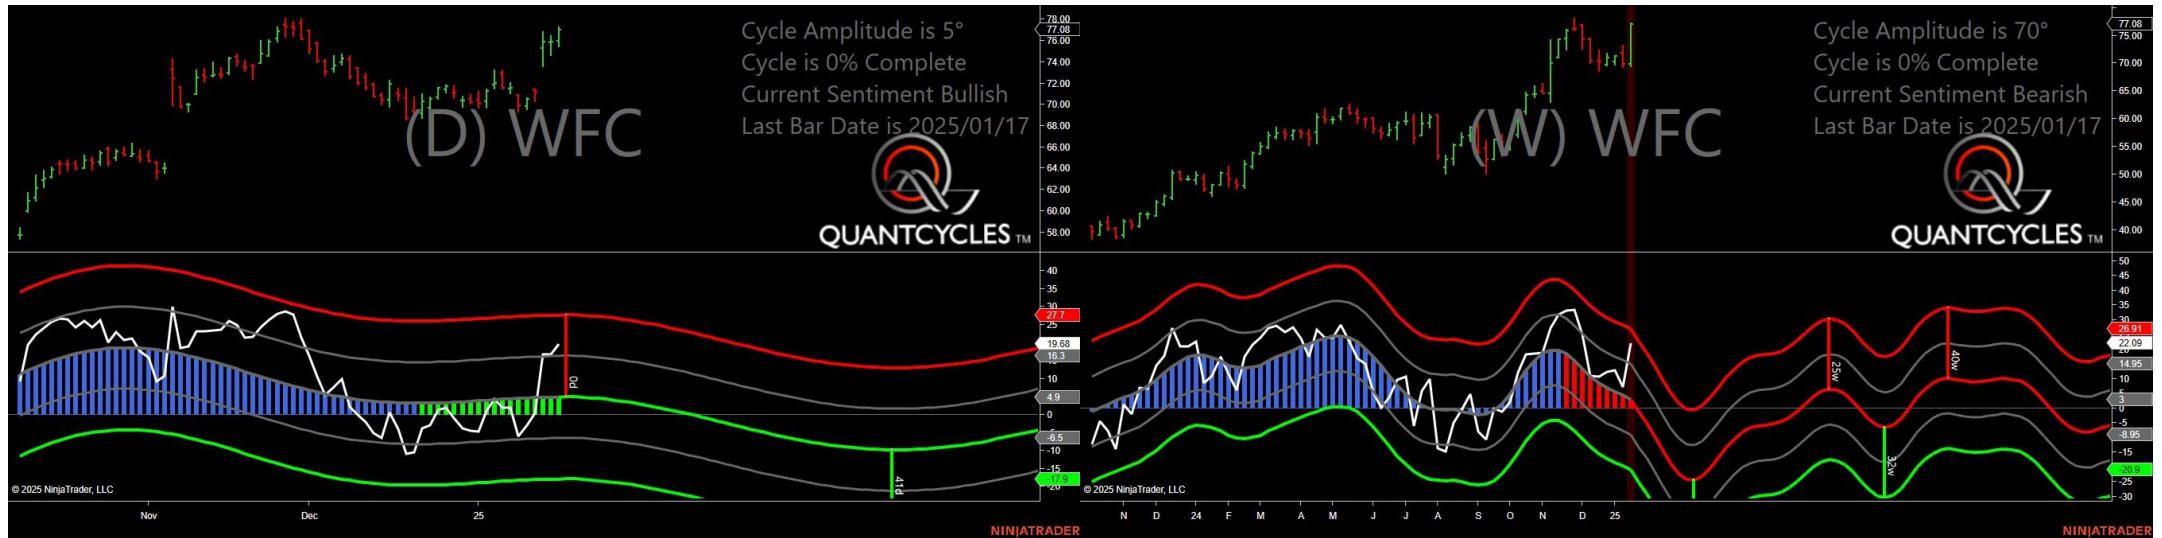 Cycle Amplitude is 5°
Cycle is 0% Complete
Current Sentiment Bullish
Last Bar Date is 2025/01/17
(D) WFC
QUANTCYCLES TM
78.00
77.08
76.00
74.00
72.00
70.00
68.00
66.00
64.00
62.00
60.00
58.00
40
35
30
27.7
25
19.68
16.3
10
4.9
0
-6.5
-10
-15
-17.9
-20
0d
41d
© 2025 NinjaTrader, LLC
Nov
Dec
25
NINJATRADER
Cycle Amplitude is 70°
Cycle is 0% Complete
Current Sentiment Bearish
Last Bar Date is 2025/01/17
(W) WFC
QUANTCYCLES TM
77.08
75.00
70.00
65.00
60.00
55.00
50.00
45.00
40.00
50
45
40
35
30
26.91
22.09
20
14.95
10
3
0
-5
-8.95
-15
-20.9
-25
-30
25w
40w
32w
© 2025 NinjaTrader, LLC
N
D
24
F
M
A
M
J
J
A
S
O
N
D
25
NINJATRADER